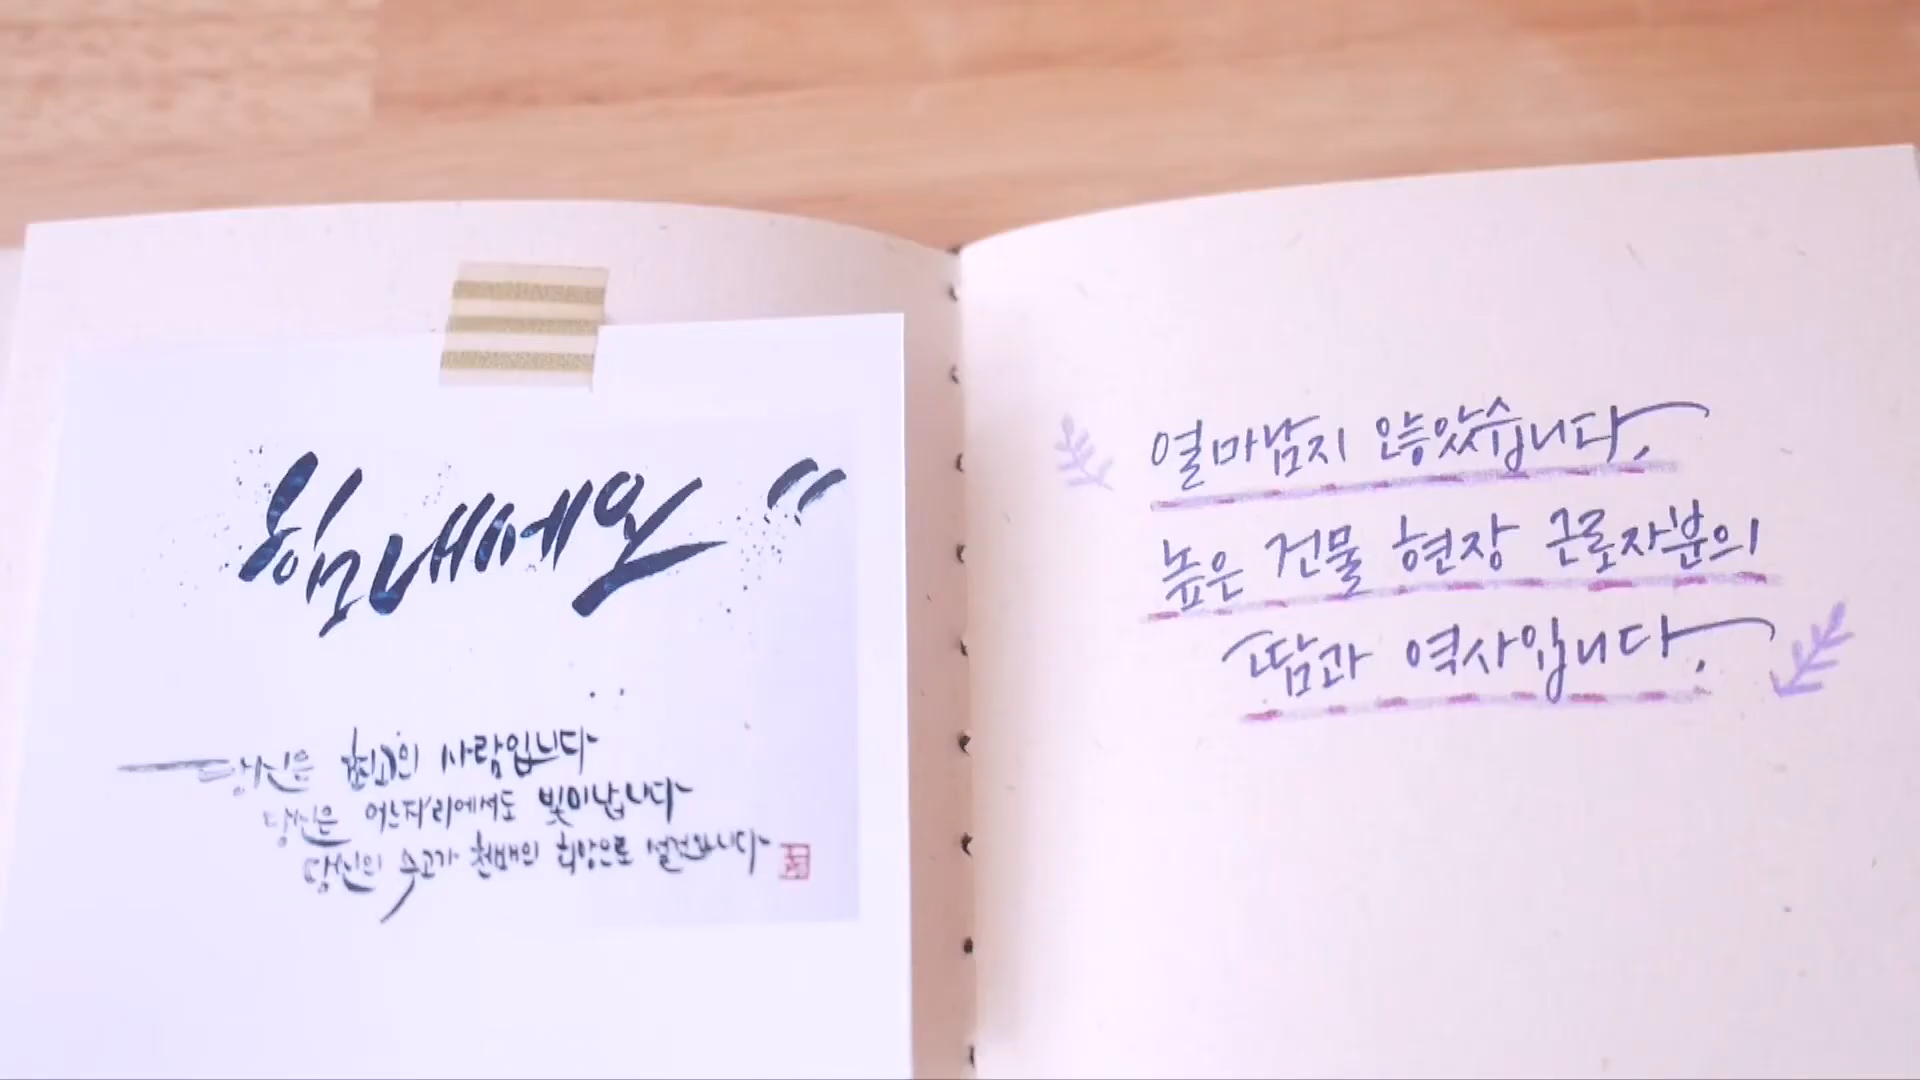 힘내세요"
당신은 최고의 사람입니다
당신은 어느자리에서도 빛이납니다
당신의 수고가 천배의 희망으로 설건됩니다
얼마남지 않았습니다.
높은 건물 현장 근로자분의
땀과 역사입니다.